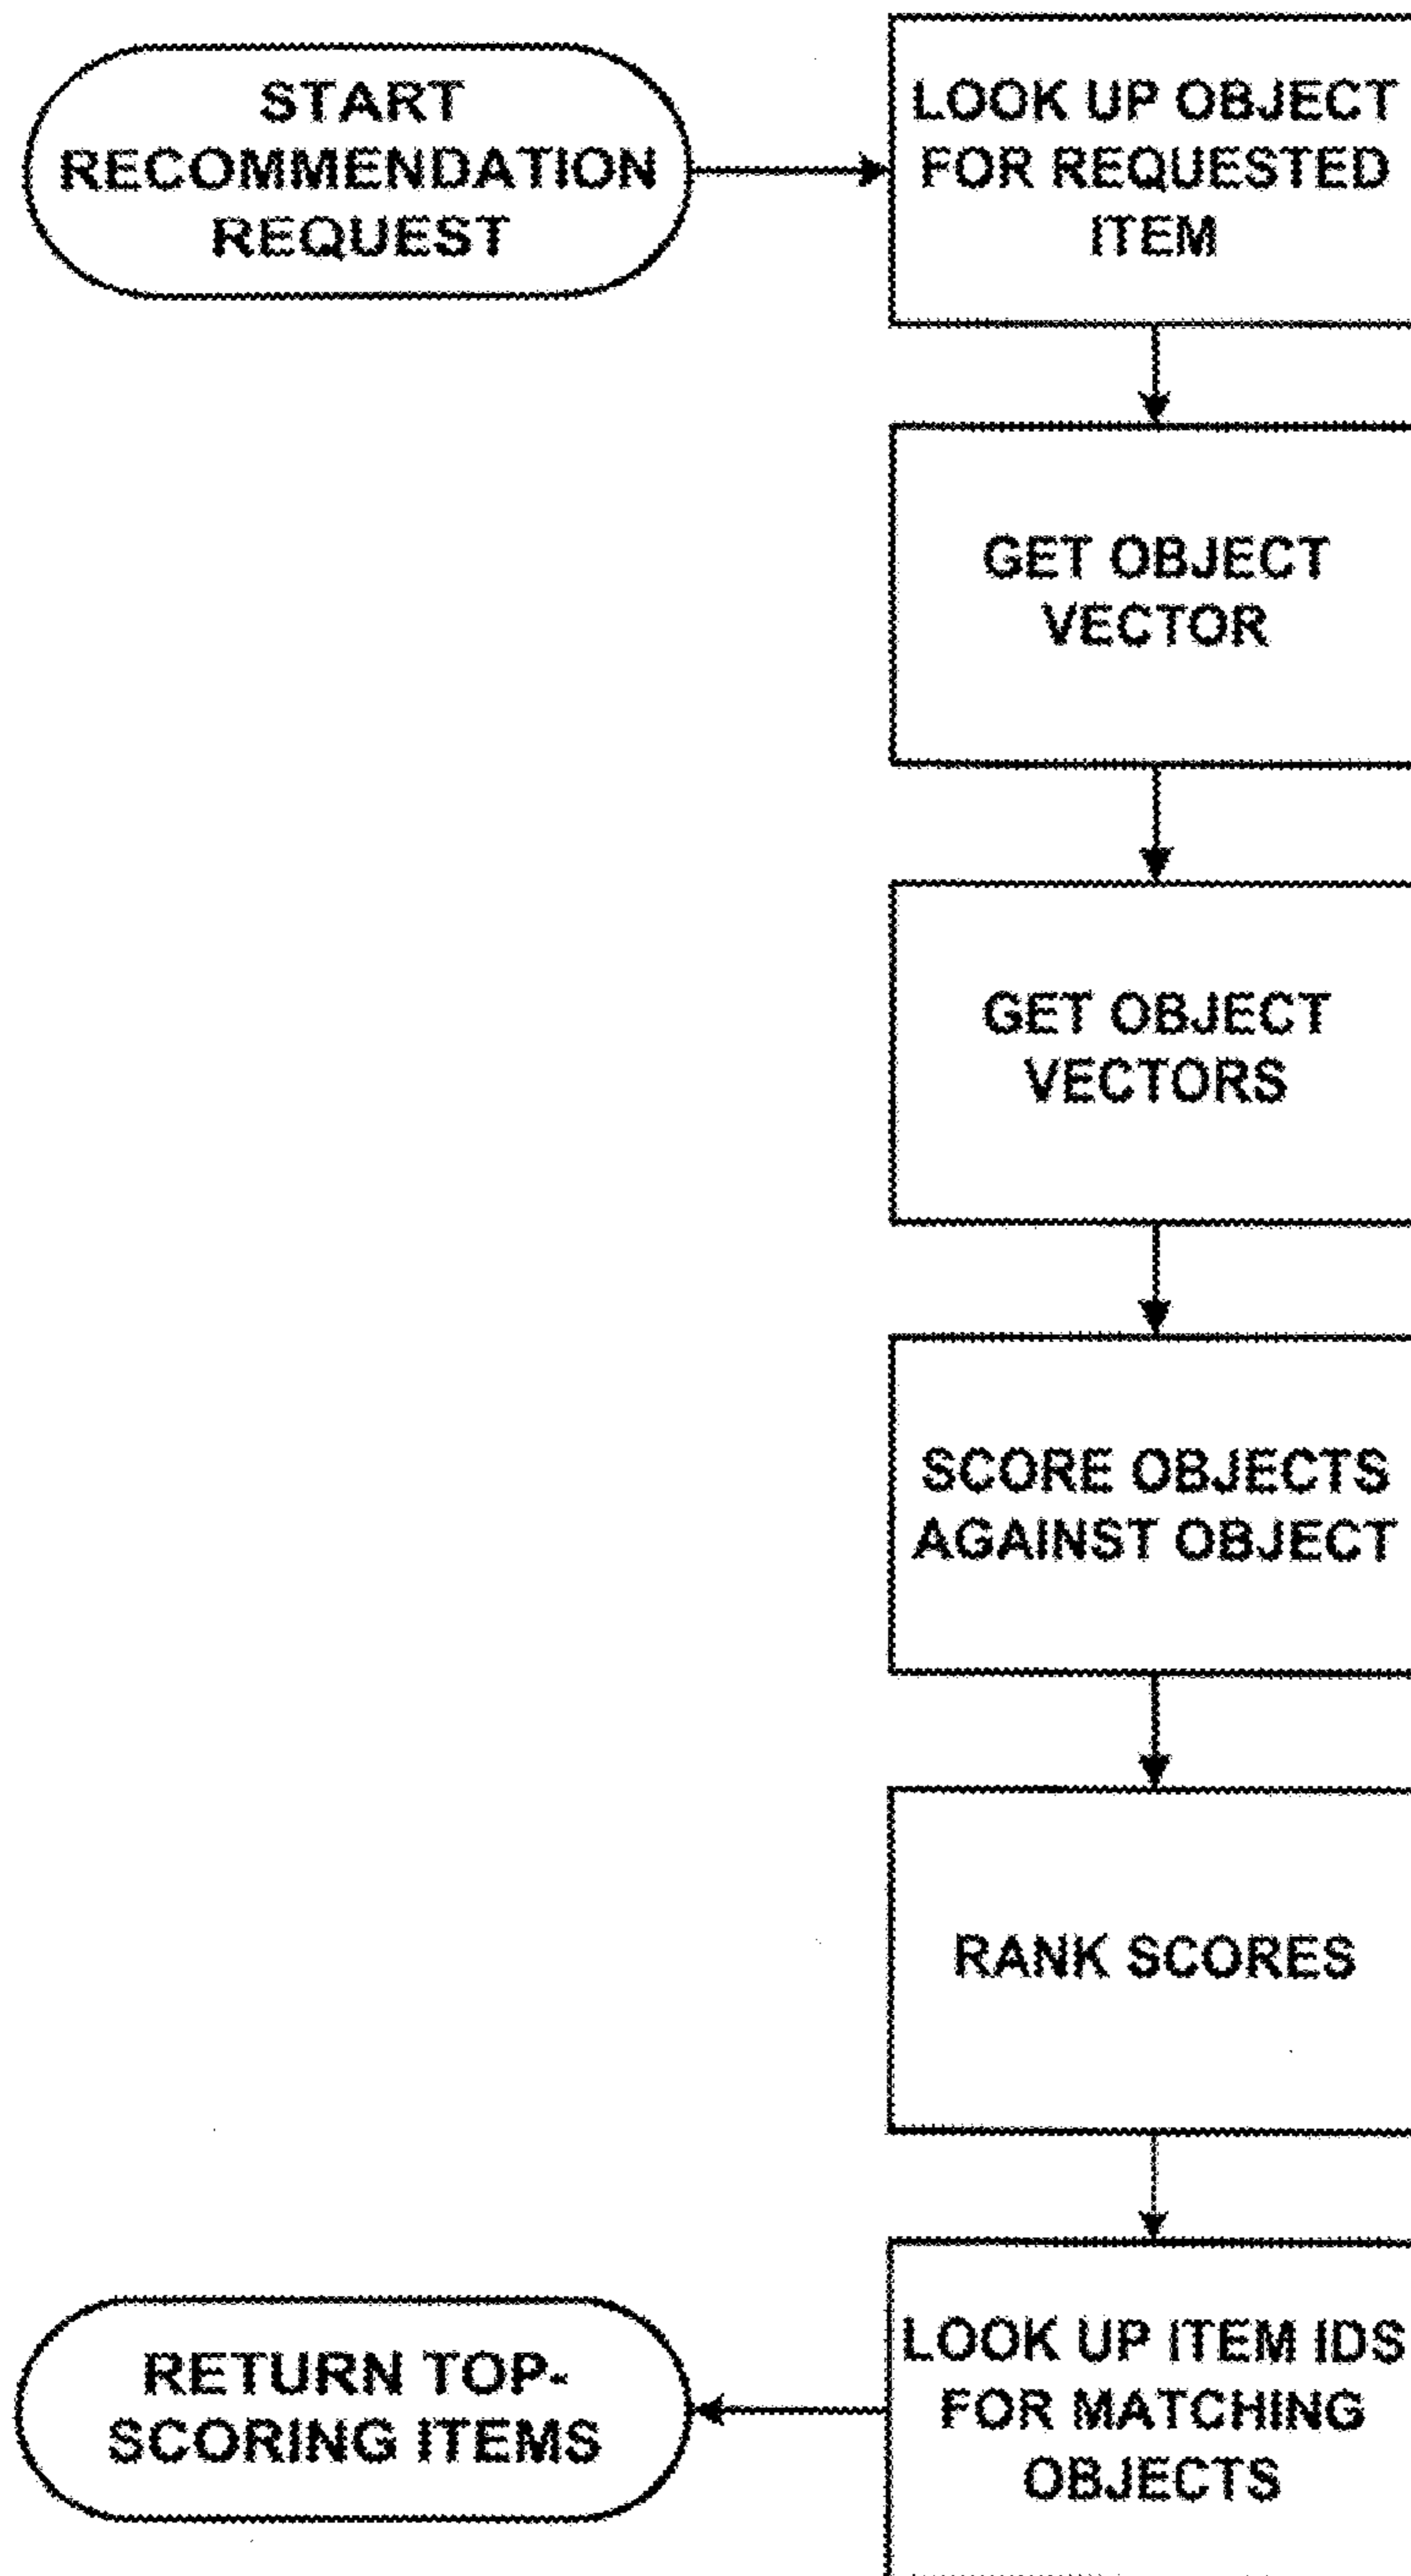 START
RECOMMENDATION
REQUEST
LOOK UP OBJECT
FOR REQUESTED
ITEM
GET OBJECT
VECTOR
GET OBJECT
VECTORS
SCORE OBJECTS
AGAINST OBJECT
RANK SCORES
LOOK UP ITEM IDS
FOR MATCHING
OBJECTS
RETURN TOP-
SCORING ITEMS